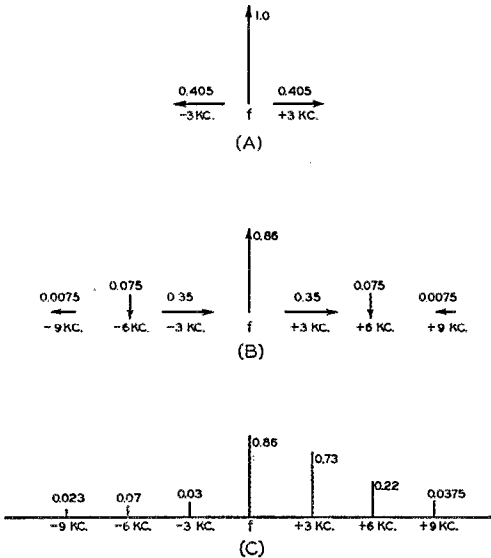 1.0
0.405 0.405
-3 KC. f +3 KC.
(A)
0.86
0.075 0.075
0.0075 0.35 0.35 0.0075
-9 KC. -6 KC. -3 KC. f +3 KC. +6 KC. +9 KC.
(B)
0.86
0.73
0.22
0.023 0.07 0.03 0.0375
-9 KC. -6 KC. -3 KC. f +3 KC. +6 KC. +9 KC.
(C)